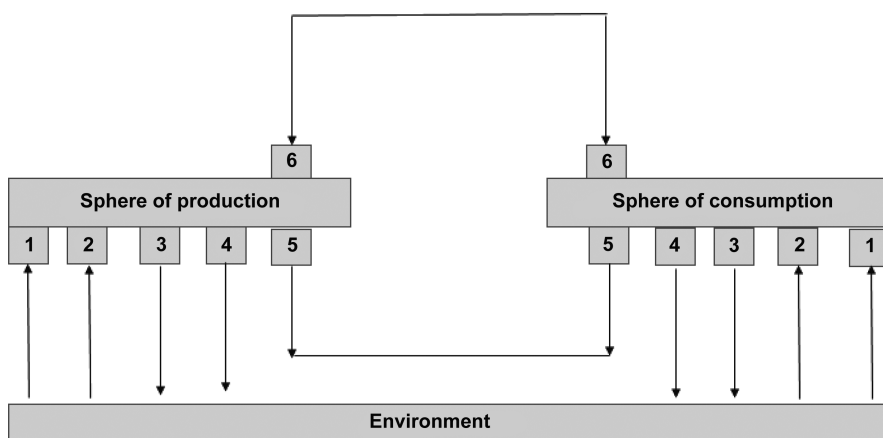 6 6
Sphere of production Sphere of consumption
1 2 3 4 5 5 4 3 2 1
Environment